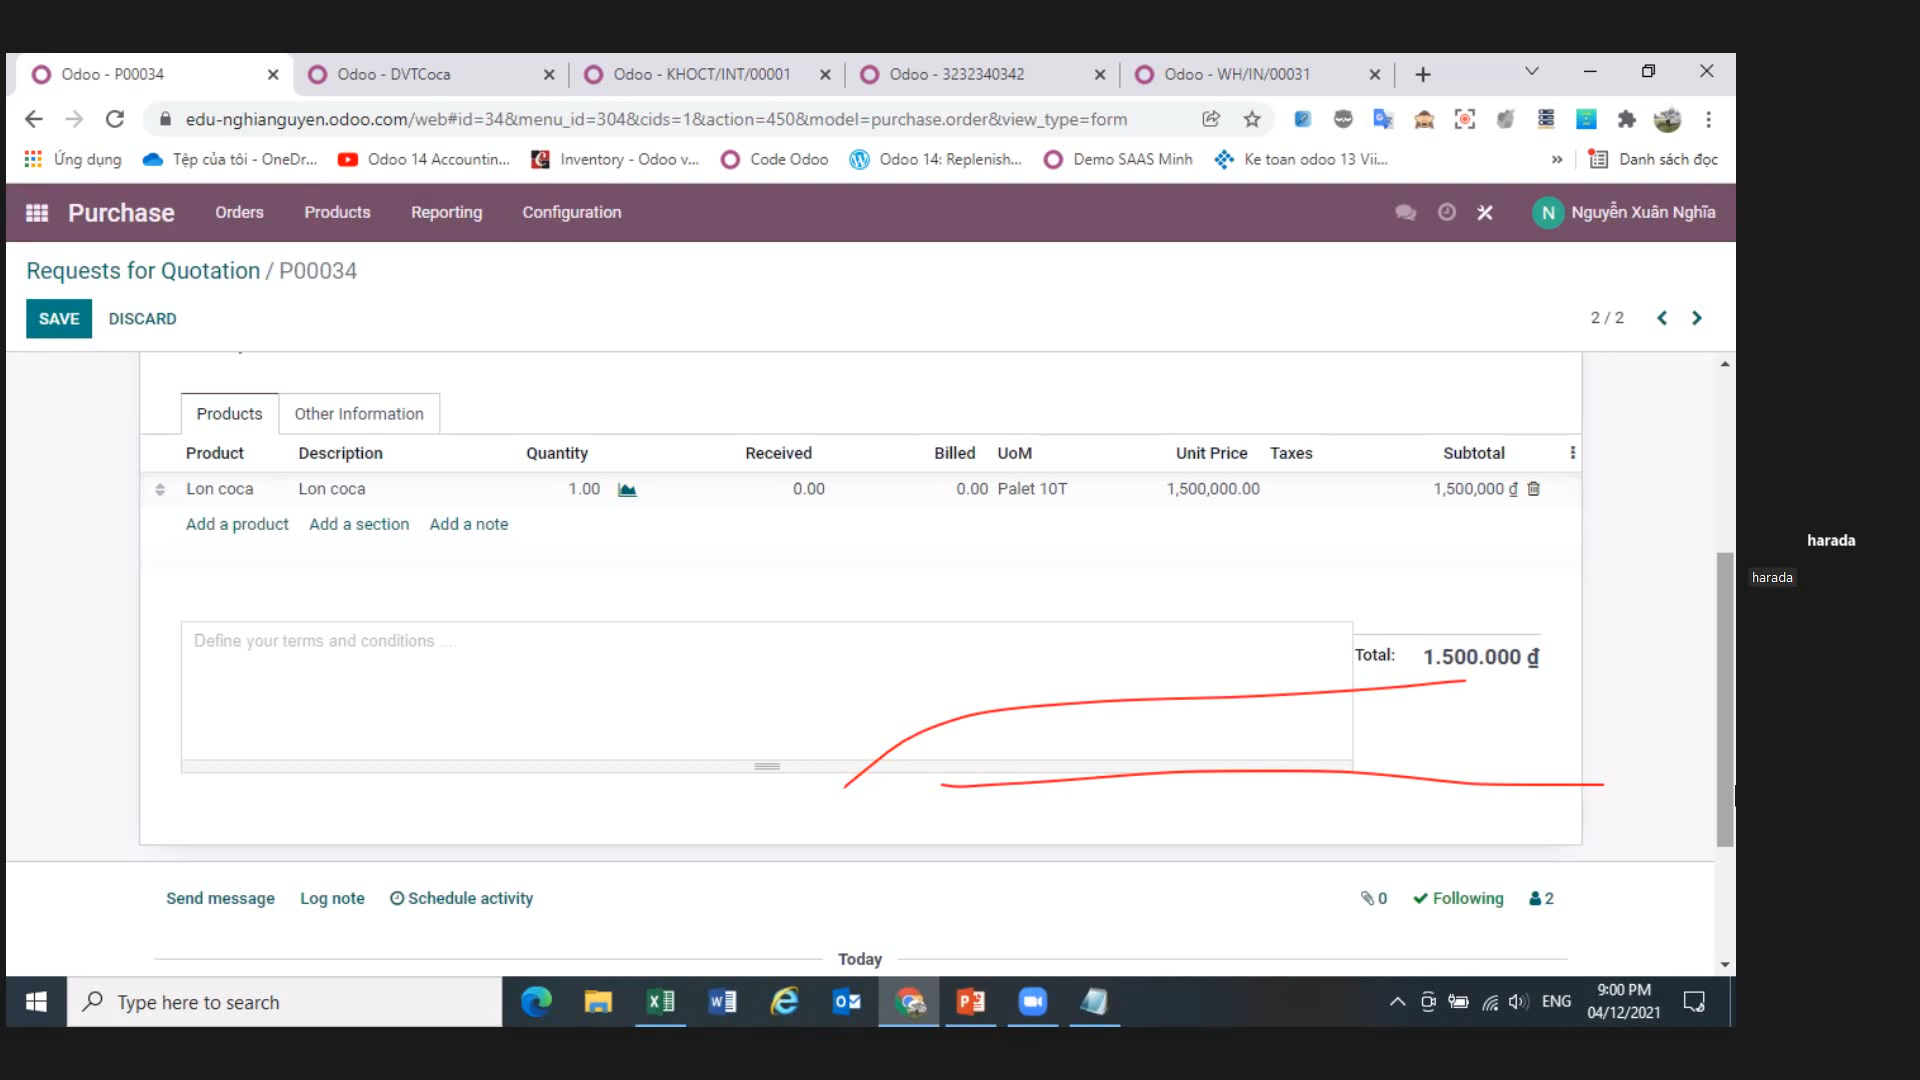 Odoo - P00034
Odoo - DVTCoca
Odoo - KHOCT/INT/00001
Odoo - 3232340342
Odoo - WH/IN/00031
edu-nghianguyen.odoo.com/web#id=34&menu_id=304&cids=1&action=450&model=purchase.order&view_type=form
Ứng dụng
Tệp của tôi - OneDr...
Odoo 14 Accountin...
Inventory - Odoo v...
Code Odoo
Odoo 14: Replenish...
Demo SAAS Minh
Ke toan odoo 13 Vii...
»
Danh sách đọc
Purchase
Orders
Products
Reporting
Configuration
N
Nguyễn Xuân Nghĩa
Requests for Quotation / P00034
SAVE
DISCARD
2 / 2
Products
Other Information
Product Description Quantity Received Billed UoM Unit Price Taxes Subtotal
Lon coca Lon coca 1.00 0.00 0.00 Palet 10T 1,500,000.00 1,500,000 ₫
Add a product Add a section Add a note
Define your terms and conditions ...
Total: 1.500.000 ₫
harada
harada
Send message
Log note
Schedule activity
0
Following
2
Today
Type here to search
ENG
9:00 PM
04/12/2021